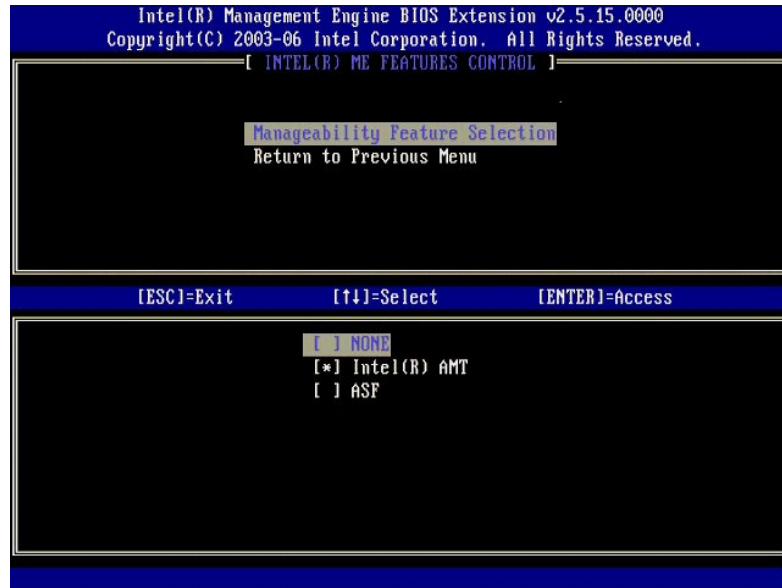 Intel(R) Management Engine BIOS Extension v2.5.15.0000
Copyright(C) 2003-06 Intel Corporation. All Rights Reserved.
[ INTEL(R) ME FEATURES CONTROL ]
Manageability Feature Selection
Return to Previous Menu
[ESC]=Exit [↑↓]=Select [ENTER]=Access
[ ] NONE
[*] Intel(R) AMT
[ ] ASF